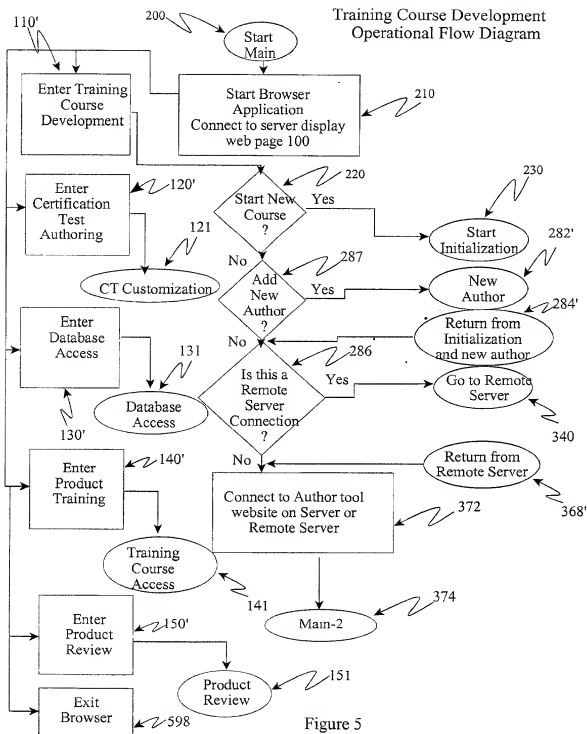 Training Course Development
Operational Flow Diagram
200
Start
Main
110'
Enter Training
Course
Development
Start Browser
Application
Connect to server display
web page 100
210
120'
Enter
Certification
Test
Authoring
220
Start New
Course
?
Yes
230
Start
Initialization
121
CT Customization
No
287
Add
New
Author
?
Yes
282'
New
Author
284'
Return from
Initialization
and new author
Enter
Database
Access
130'
131
Database
Access
No
286
Is this a
Remote
Server
Connection
?
Yes
Go to Remote
Server
340
140'
Enter
Product
Training
No
Return from
Remote Server
368'
Connect to Author tool
website on Server or
Remote Server
372
Training
Course
Access
141
374
Main-2
Enter
Product
Review
150'
Product
Review
151
Exit
Browser
598
Figure 5